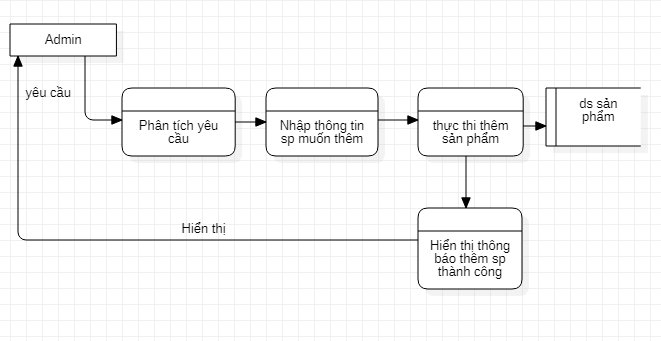 Admin
yêu cầu
Phân tích yêu
cầu
Nhập thông tin
sp muốn thêm
thực thi thêm
sản phẩm
ds sản
phẩm
Hiển thị
Hiển thị thông
báo thêm sp
thành công